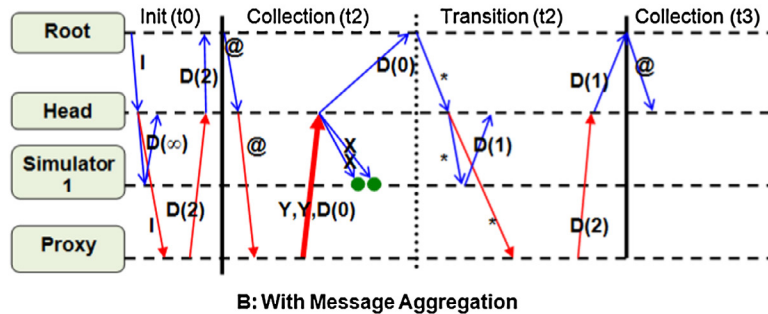 Init (t0) Collection (t2) Transition (t2) Collection (t3)
Root
I
@
D(2)
D(0)
*
D(1)
@
Head
D(∞)
@
X
X
*
D(1)
Simulator
1
I
D(2)
Y,Y,D(0)
*
D(2)
Proxy
B: With Message Aggregation